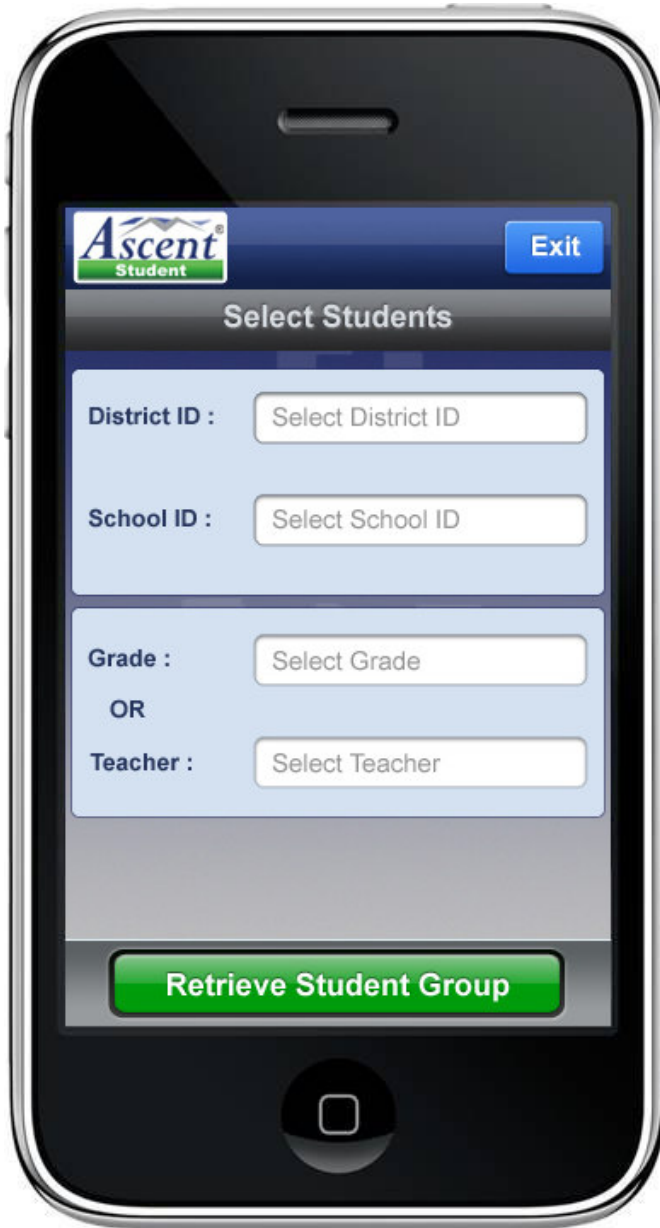 Ascent®
Student
Exit
Select Students
District ID : Select District ID
School ID : Select School ID
Grade : Select Grade
OR
Teacher : Select Teacher
Retrieve Student Group